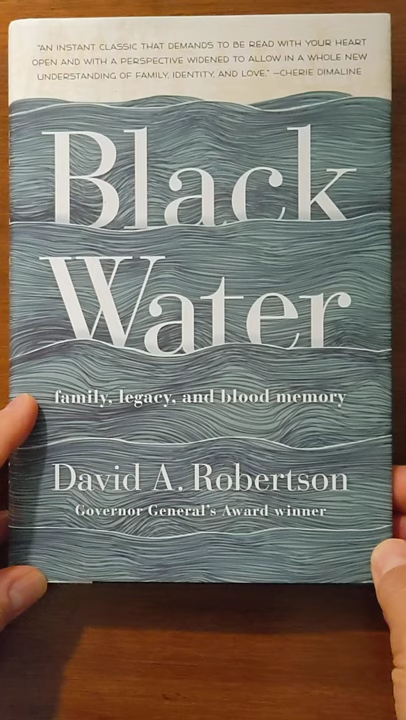 "AN INSTANT CLASSIC THAT DEMANDS TO BE READ WITH YOUR HEART
OPEN AND WITH A PERSPECTIVE WIDENED TO ALLOW IN A WHOLE NEW
UNDERSTANDING OF FAMILY, IDENTITY, AND LOVE." —CHERIE DIMALINE
Black
Water
family, legacy, and blood memory
David A. Robertson
Governor General's Award winner